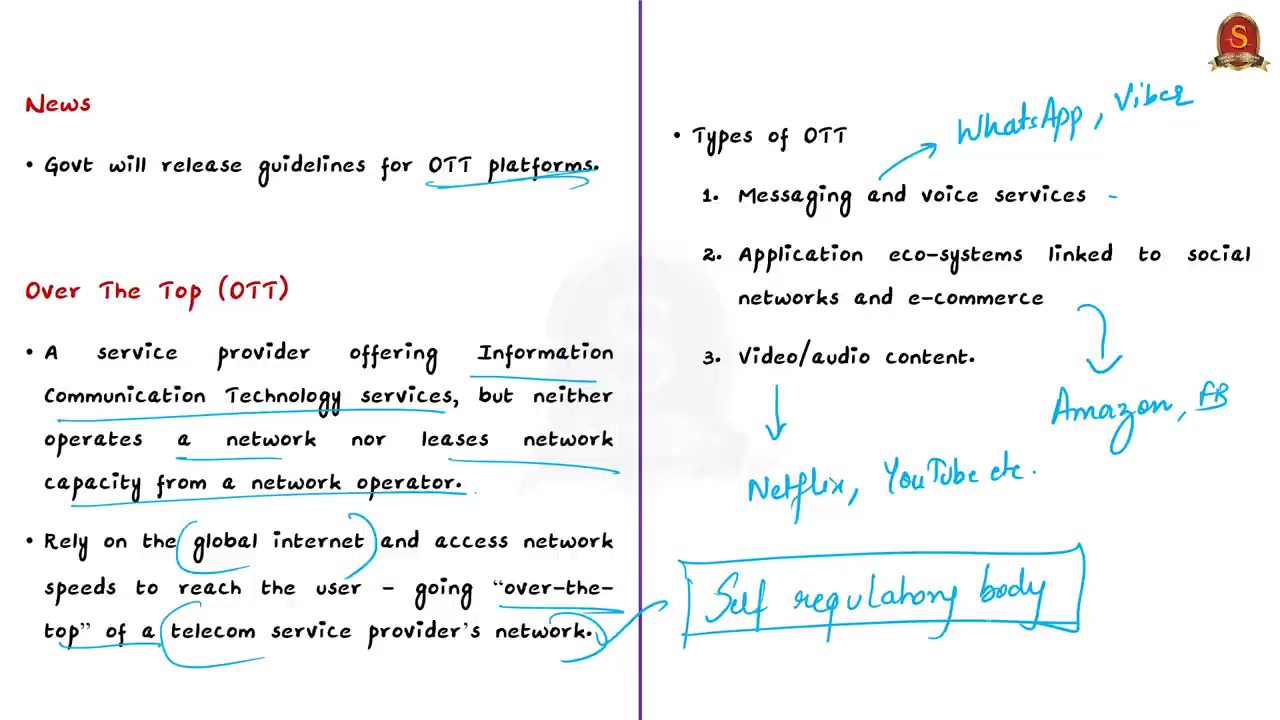 News
• Govt will release guidelines for OTT platforms.
Over The Top (OTT)
• A service provider offering Information
Communication Technology services, but neither
operates a network nor leases network
capacity from a network operator.
• Rely on the global internet and access network
speeds to reach the user - going "over-the-
top" of a telecom service provider's network.
• Types of OTT
WhatsApp, Viber
1. Messaging and voice services
2. Application eco-systems linked to social
networks and e-commerce
3. Video/audio content.
Amazon, FB
Netflix, YouTube etc.
Self regulatory body
S